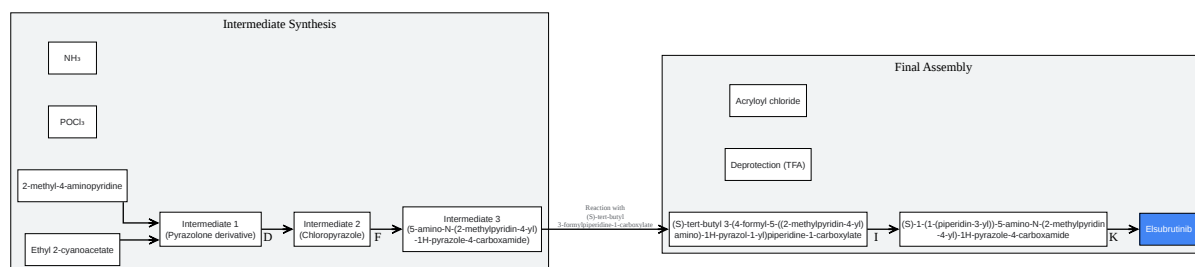 Intermediate Synthesis
NH₃
POCl₃
2-methyl-4-aminopyridine
Ethyl 2-cyanoacetate
Intermediate 1
(Pyrazolone derivative)
D
Intermediate 2
(Chloropyrazole)
F
Intermediate 3
(5-amino-N-(2-methylpyridin-4-yl)
-1H-pyrazole-4-carboxamide)
Reaction with
(S)-tert-butyl
3-formylpiperidine-1-carboxylate
Final Assembly
Acryloyl chloride
Deprotection (TFA)
(S)-tert-butyl 3-(4-formyl-5-((2-methylpyridin-4-yl)
amino)-1H-pyrazol-1-yl)piperidine-1-carboxylate
I
(S)-1-(1-(piperidin-3-yl))-5-amino-N-(2-methylpyridin
-4-yl)-1H-pyrazole-4-carboxamide
K
Elsubrutinib